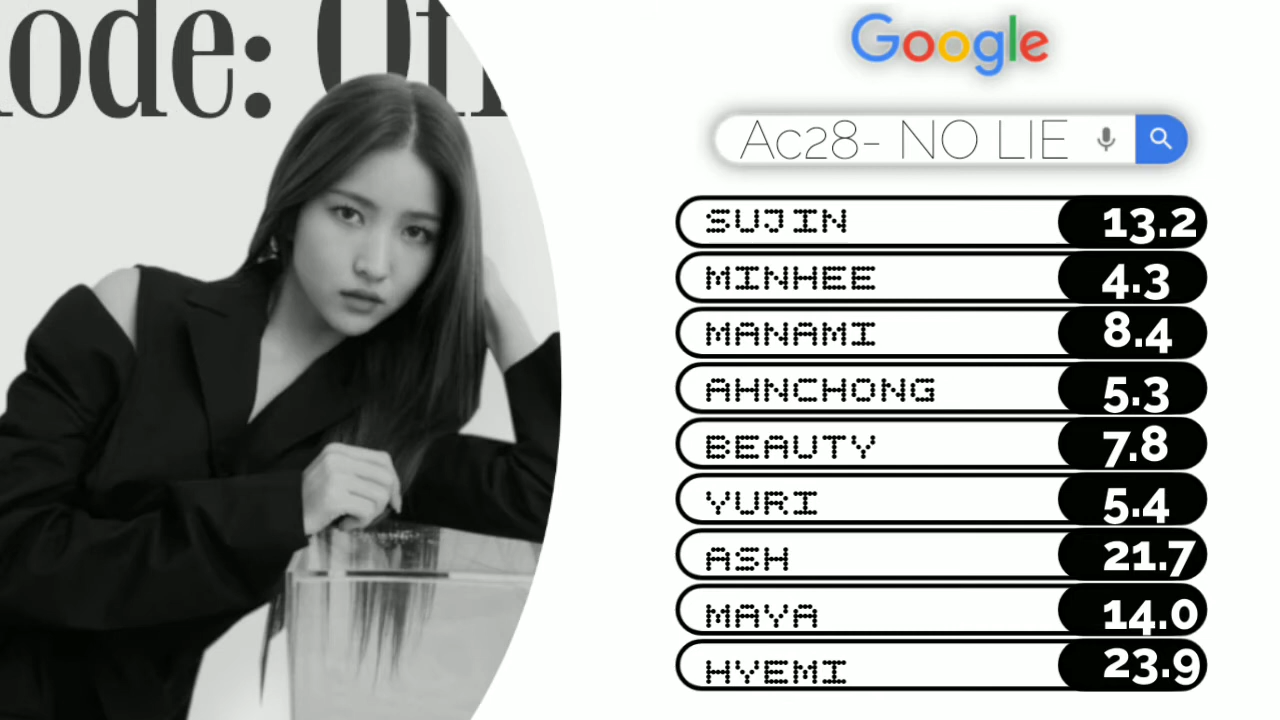 ode: Off
Google
Ac28- NO LIE
SUJIN 13.2
MINHEE 4.3
MANAMI 8.4
AHNCHONG 5.3
BEAUTY 7.8
YURI 5.4
ASH 21.7
MAYA 14.0
HYEMI 23.9